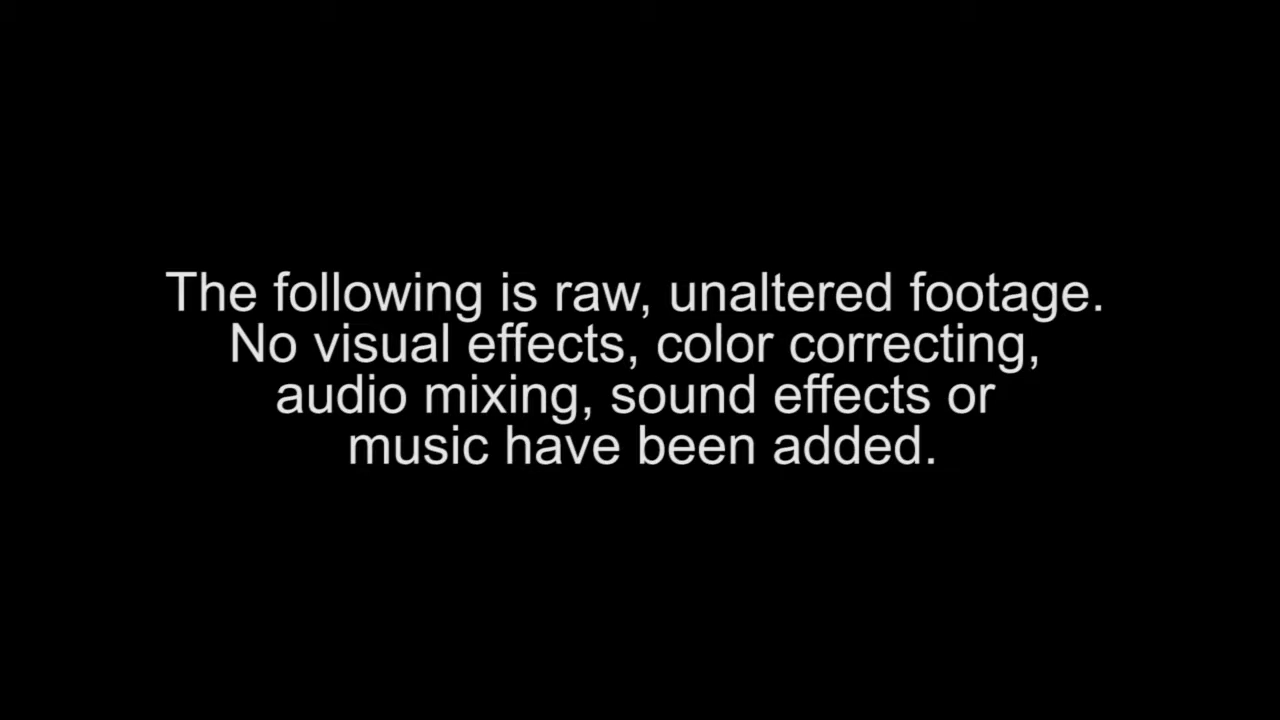 The following is raw, unaltered footage.
No visual effects, color correcting,
audio mixing, sound effects or
music have been added.